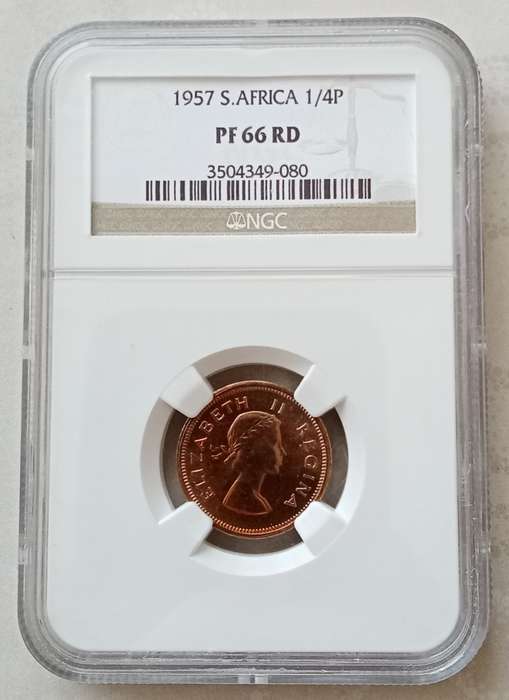 1957 S.AFRICA 1/4P
PF 66 RD
3504349-080
NGC
ELIZABETH II REGINA